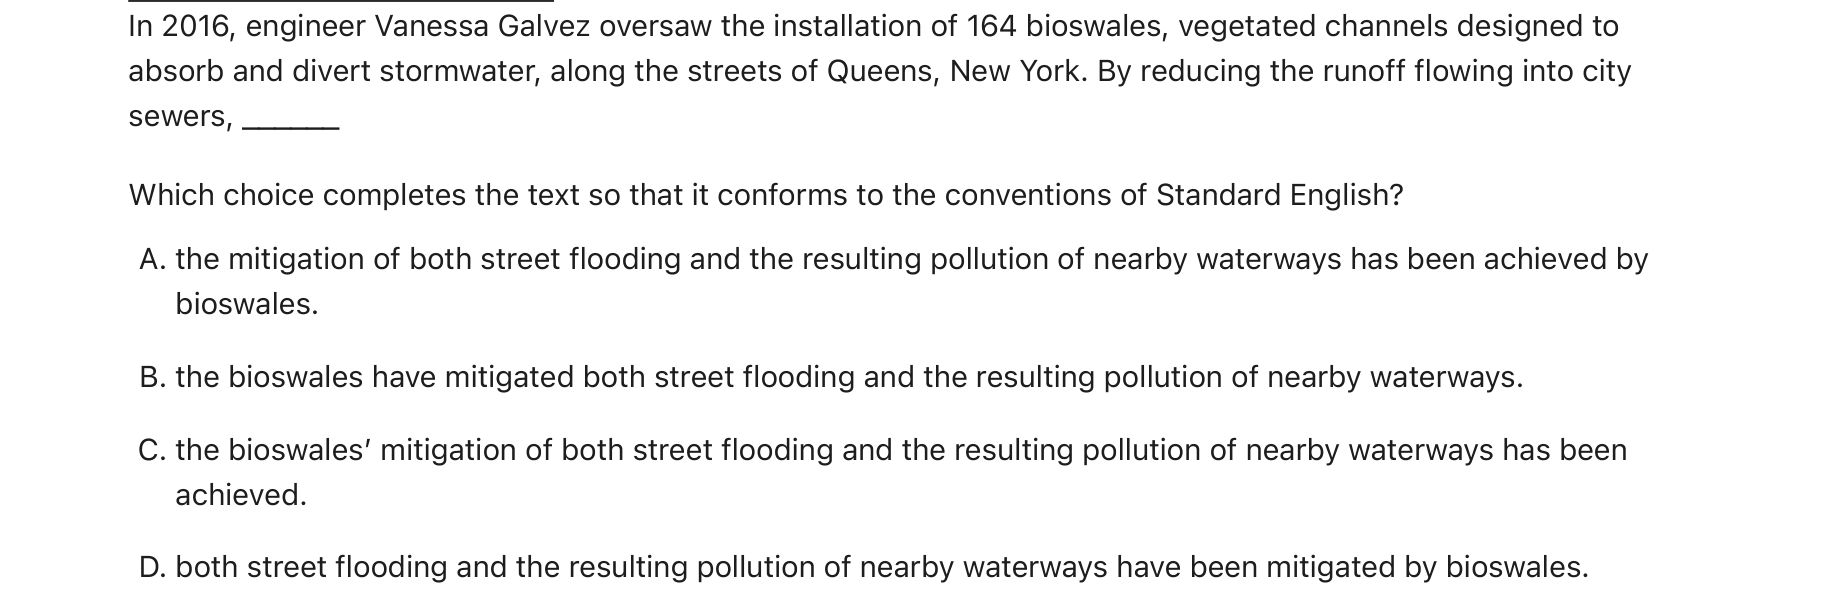 In 2016, engineer Vanessa Galvez oversaw the installation of 164 bioswales, vegetated channels designed to
absorb and divert stormwater, along the streets of Queens, New York. By reducing the runoff flowing into city
sewers, ______
Which choice completes the text so that it conforms to the conventions of Standard English?
A. the mitigation of both street flooding and the resulting pollution of nearby waterways has been achieved by
bioswales.
B. the bioswales have mitigated both street flooding and the resulting pollution of nearby waterways.
C. the bioswales’ mitigation of both street flooding and the resulting pollution of nearby waterways has been
achieved.
D. both street flooding and the resulting pollution of nearby waterways have been mitigated by bioswales.